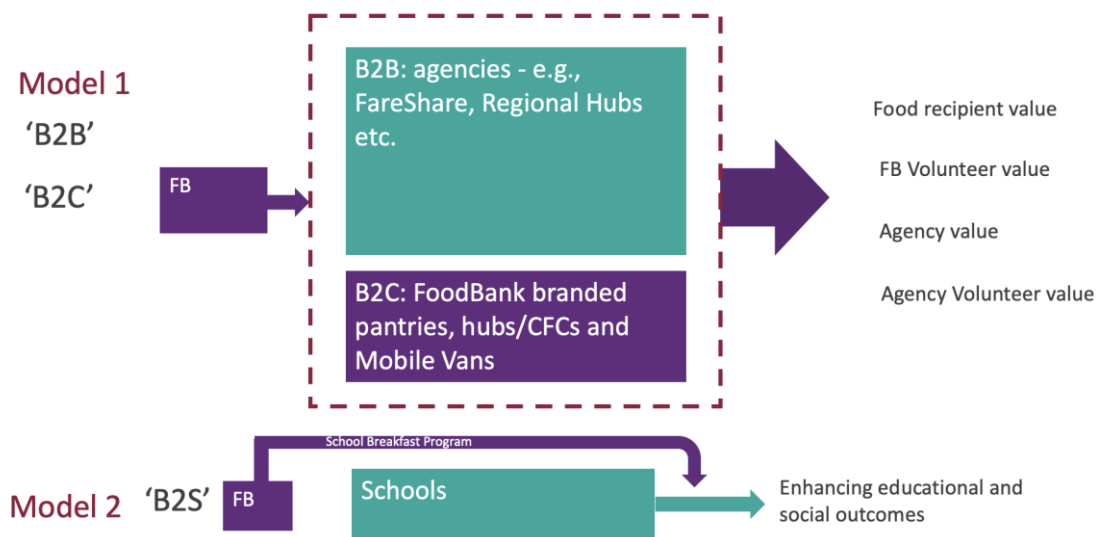 Model 1
‘B2B’
‘B2C’
FB
B2B: agencies - e.g.,
FareShare, Regional Hubs
etc.
B2C: FoodBank branded
pantries, hubs/CFCs and
Mobile Vans
Food recipient value
FB Volunteer value
Agency value
Agency Volunteer value
Model 2
‘B2S’
FB
School Breakfast Program
Schools
Enhancing educational and
social outcomes